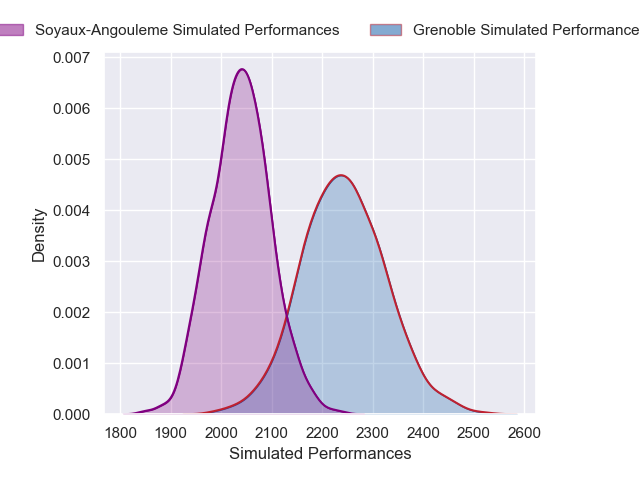 Soyaux-Angouleme Simulated Performances Grenoble Simulated Performance
0.007
0.006
0.005
0.004
0.003
0.002
0.001
0.000
Density
1800 1900 2000 2100 2200 2300 2400 2500 2600
Simulated Performances